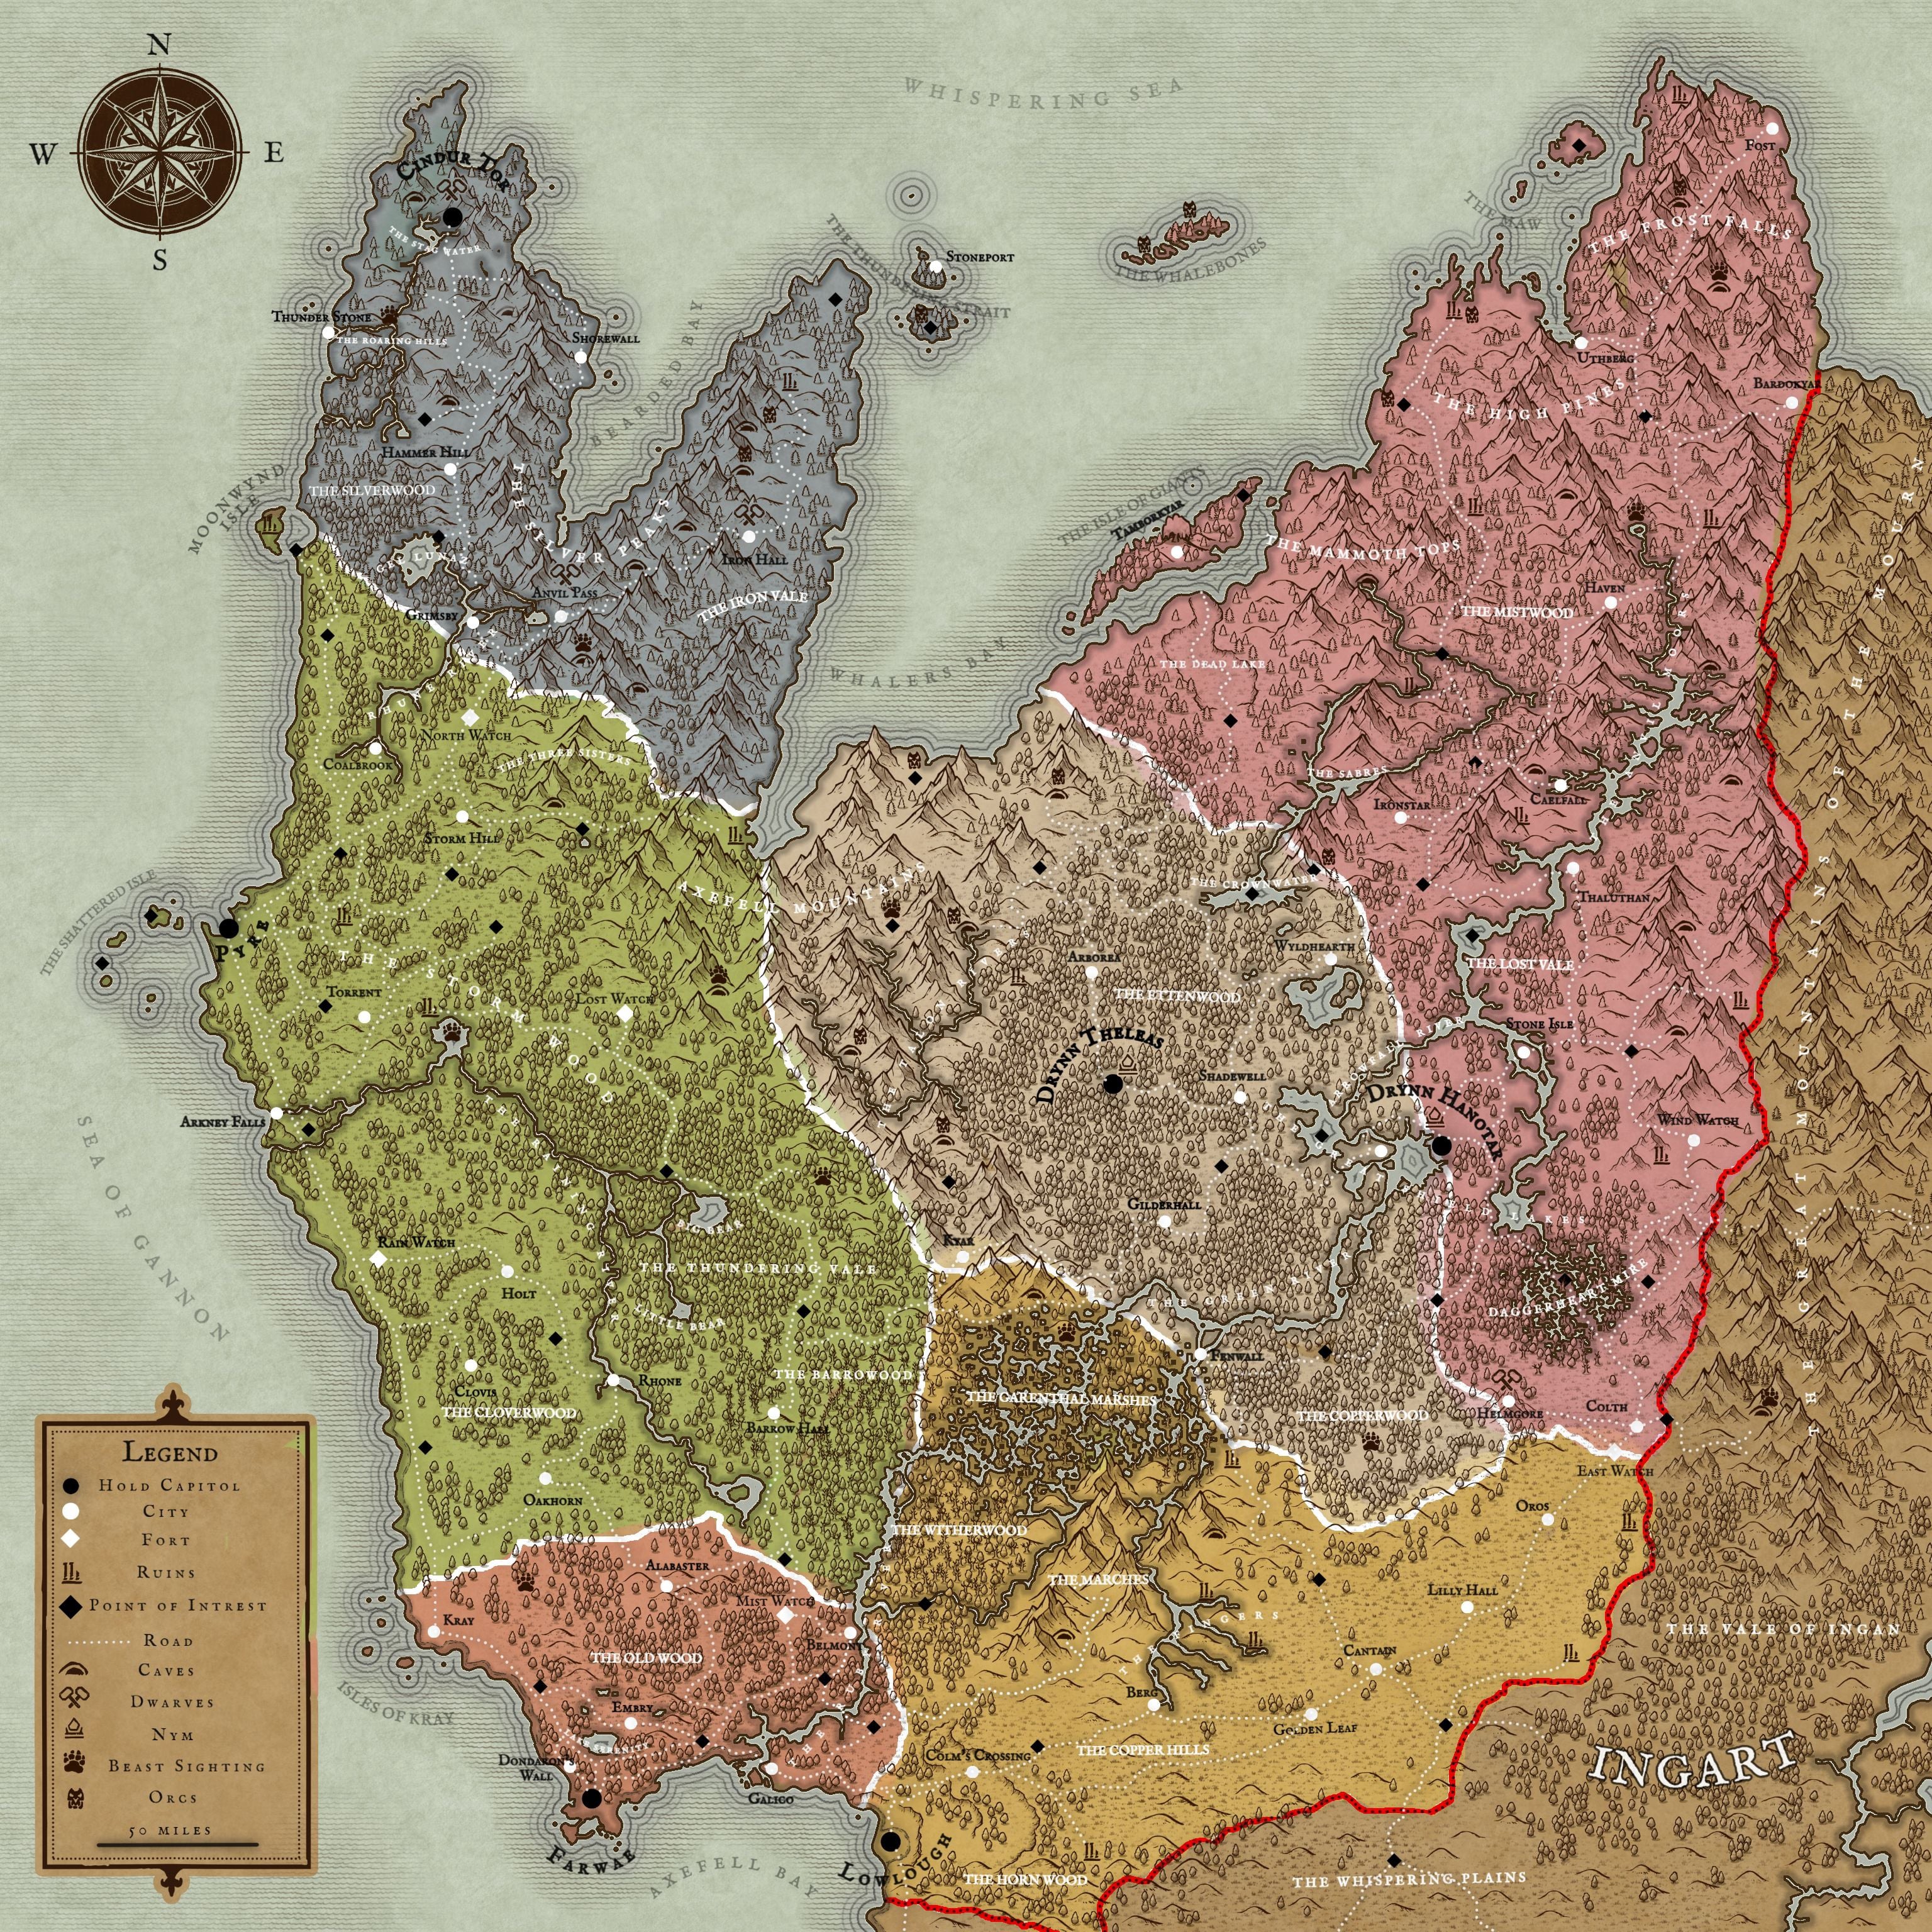 N
W
E
S
WHISPERING SEA
CINDUR TOR
THE STAG WATER
THUNDER STONE
THE ROARING HILLS
SHOREWALL
BEARDED BAY
THE THUNDERING STRAIT
STONEPORT
THE WHALEBONES
THE MAW
FOST
THE FROST FALLS
UTHBERG
BARDOKYAR
THE HIGH PINES
HAMMER HILL
THE SILVERWOOD
MOONWYND
ISLE
THE SILVER PEAKS
IRON HALL
ANVIL PASS
THE IRON VALE
GRIMSBY
THE ISLE OF GIANTS
TAMBORKYAR
THE MAMMOTH TOPS
HAVEN
THE MISTWOOD
THE DEAD LAKE
WHALERS BAY
NORTH WATCH
COALBROOK
THE THREE SISTERS
STORM HILL
THE SABRES
IRONSTAR
CAELFALL
AXEFELL MOUNTAINS
THE CROWNWATER
THALUTHAN
THE SHATTERED ISLE
PYRE
THE STORM WOOD
TORRENT
LOST WATCH
ARBOREA
WYLDHEARTH
THE ETTENWOOD
THE LOST VALE
STONE ISLE
DRYNN THELEAS
SHADEWELL
DRYNN HANOTAR
WIND WATCH
ARKNEY FALLS
SEA OF GANNON
RAIN WATCH
HOLT
BIG BEAR
THE THUNDERING VALE
LITTLE BEAR
GILDERHALL
KYAR
THE GREEN RIVER
DAGGERHEART MIRE
THE GREAT MOUNTAINS OF THE MOURN
FENWALL
CLOVIS
THE CLOVERWOOD
RHONE
THE BARROWOOD
BARROW HALL
THE GARENTHAL MARSHES
THE COPPERWOOD
HELMGORE
COLTH
EAST WATCH
OAKHORN
THE WITHERWOOD
OROS
THE MARCHES
LILLY HALL
THE FINGERS
CANTAIN
THE VALE OF INGAN
ALABASTER
MIST WATCH
KRAY
BELMONT
THE OLD WOOD
ISLES OF KRAY
EMBRY
SERENITY
DONDARON'S
WALL
BERG
GOLDEN LEAF
COLM'S CROSSING
THE COPPER HILLS
GALICO
FARWAE
AXEFELL BAY
LOWLOUGH
THE HORN WOOD
THE WHISPERING PLAINS
INGART
LEGEND
HOLD CAPITOL
CITY
FORT
RUINS
POINT OF INTREST
ROAD
CAVES
DWARVES
NYM
BEAST SIGHTING
ORCS
50 MILES